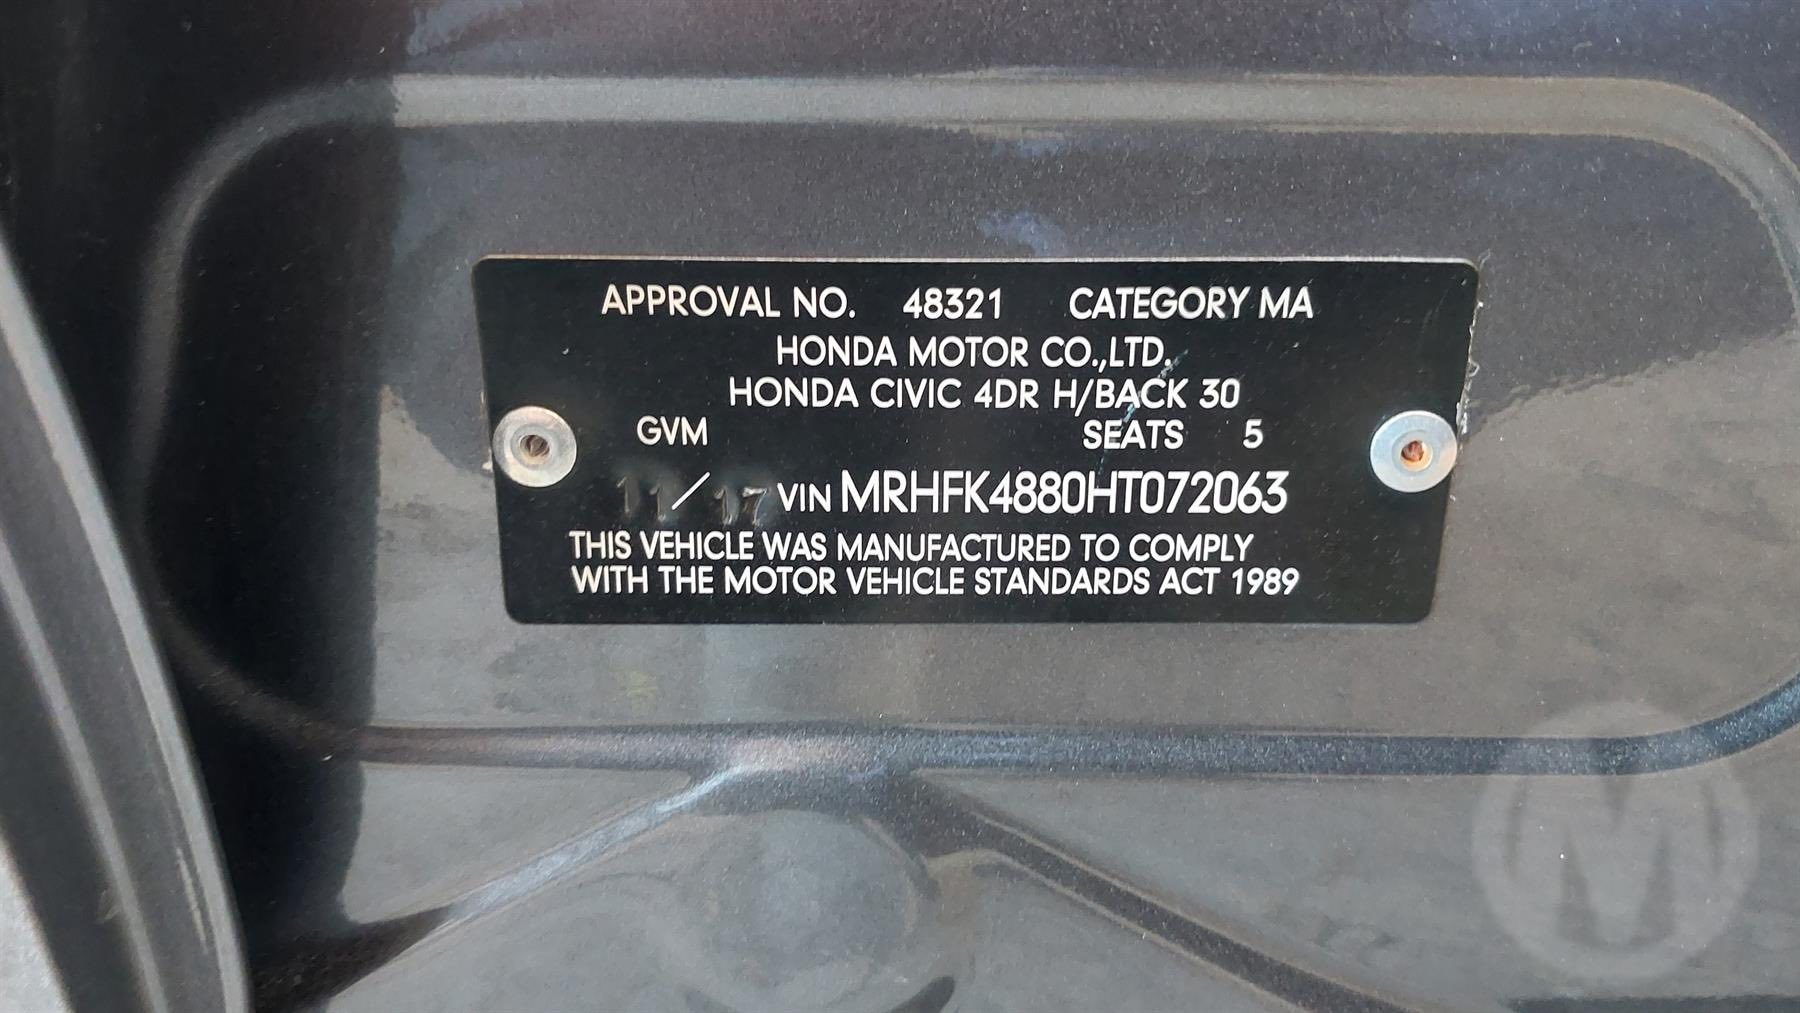 APPROVAL NO. 48321 CATEGORY MA
HONDA MOTOR CO.,LTD.
HONDA CIVIC 4DR H/BACK 30
GVM SEATS 5
11/17 VIN MRHFK4880HT072063
THIS VEHICLE WAS MANUFACTURED TO COMPLY
WITH THE MOTOR VEHICLE STANDARDS ACT 1989
M